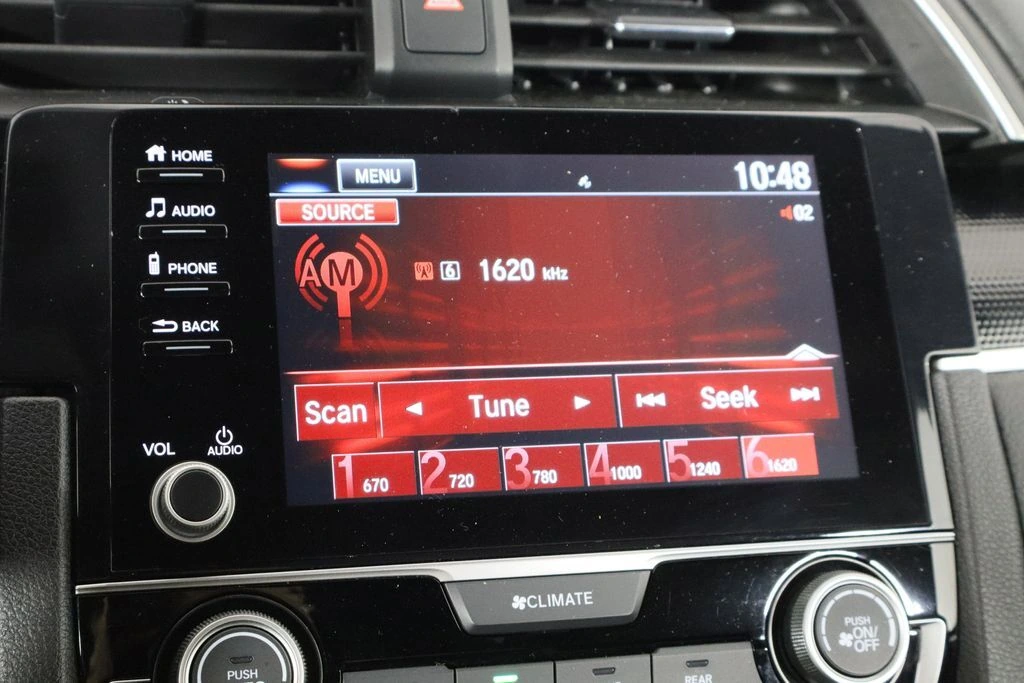 HOME
AUDIO
PHONE
BACK
VOL
AUDIO
MENU
10:48
SOURCE
02
AM
6 1620 kHz
Scan
Tune
Seek
1 670
2 720
3 780
4 1000
5 1240
6 1620
CLIMATE
PUSH
PUSH
ON/
OFF
REAR